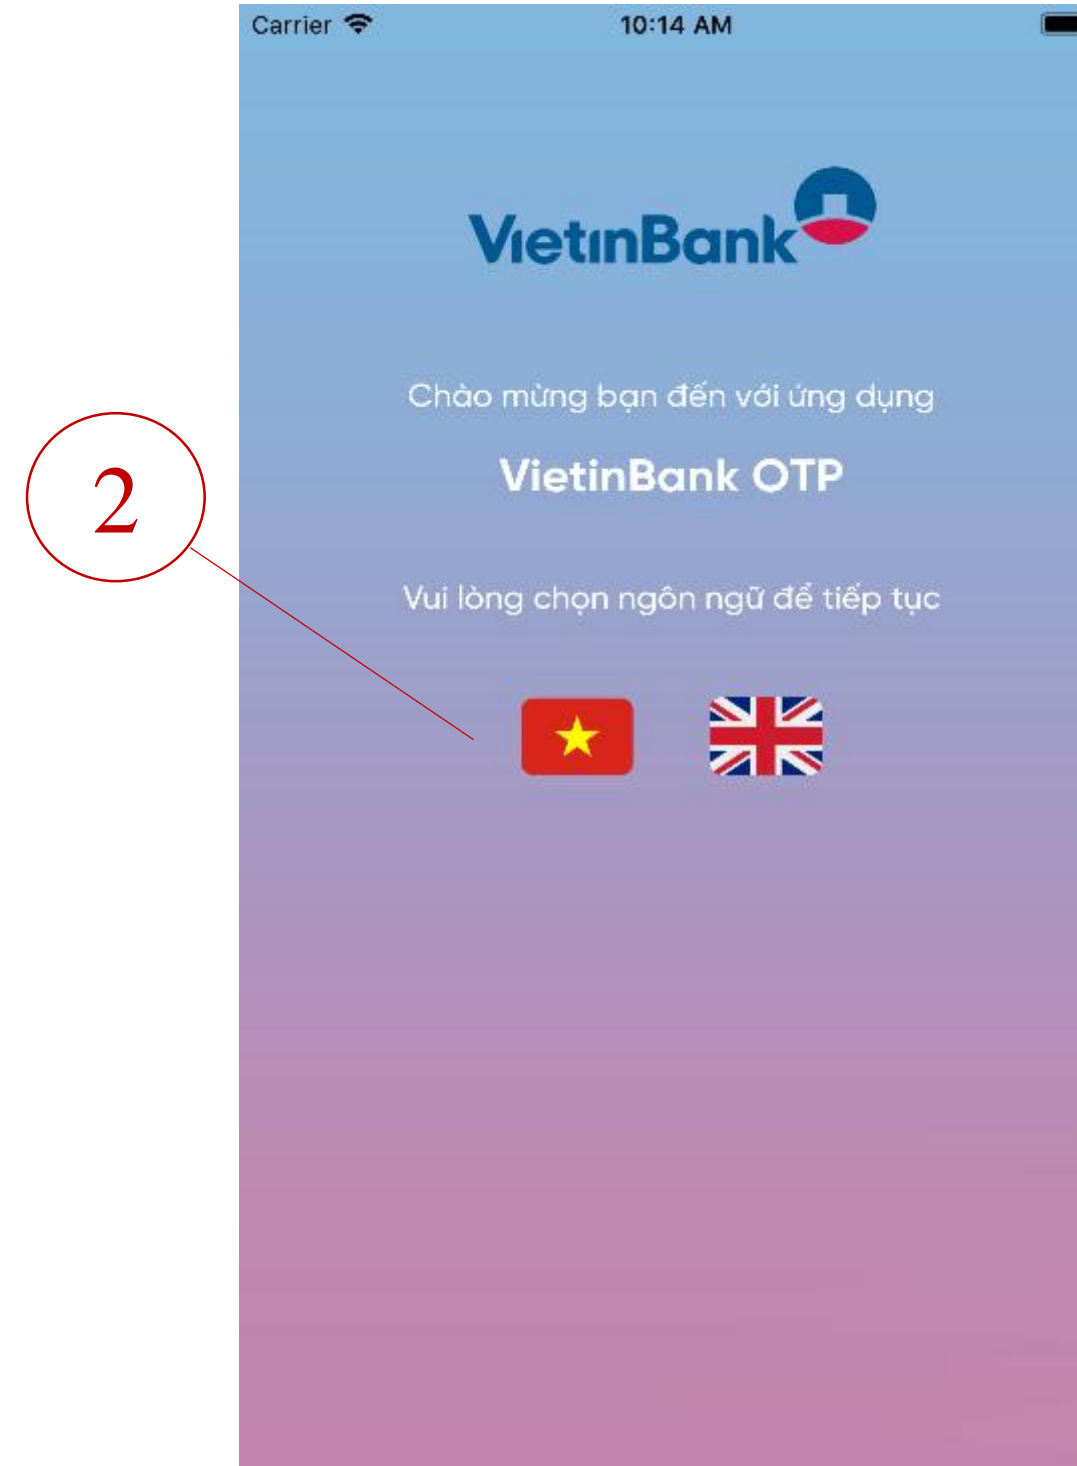 Carrier 10:14 AM
VietinBank
Chào mừng bạn đến với ứng dụng
VietinBank OTP
2
Vui lòng chọn ngôn ngữ để tiếp tục